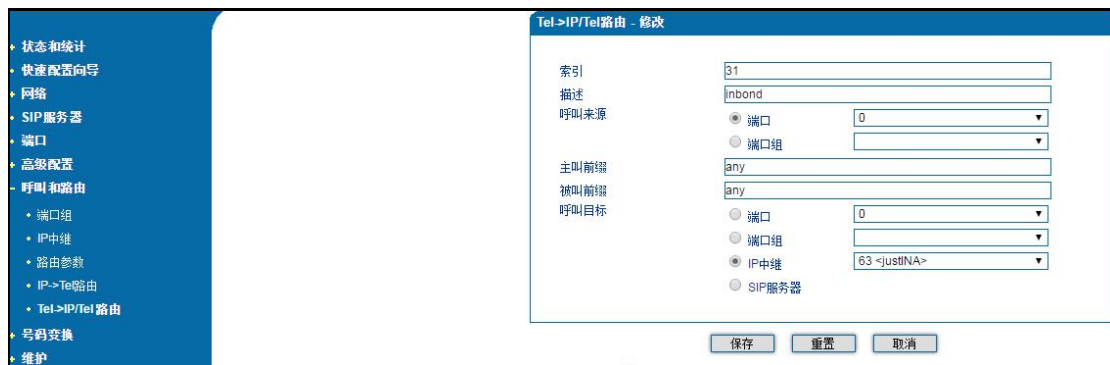 Tel->IP/Tel路由 - 修改
状态和统计
快速配置向导
网络
SIP服务器
端口
高级配置
呼叫和路由
端口组
IP中继
路由参数
IP->Tel路由
Tel->IP/Tel路由
号码变换
维护
索引 31
描述 inbond
呼叫来源 端口 0
端口组
主叫前缀 any
被叫前缀 any
呼叫目标 端口 0
端口组
IP中继 63 <justINA>
SIP服务器
保存 重置 取消